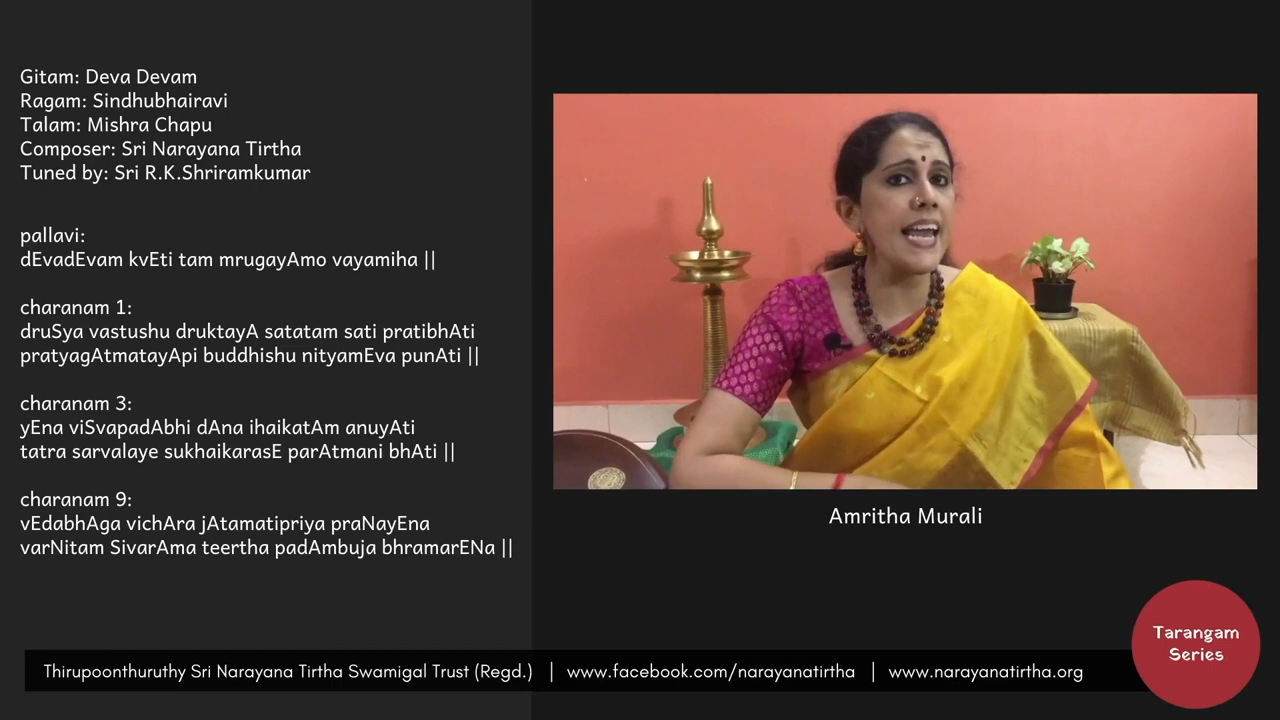 Gitam: Deva Devam
Ragam: Sindhubhairavi
Talam: Mishra Chapu
Composer: Sri Narayana Tirtha
Tuned by: Sri R.K.Shriramkumar
pallavi:
dEvadEvam kvEti tam mrugayAmo vayamiha ||
charanam 1:
druSya vastushu druktayA satatam sati pratibhAti
pratyagAtmatayApi buddhishu nityamEva punAti ||
charanam 3:
yEna viSvapadAbhi dAna ihaikatAm anuyAti
tatra sarvalaye sukhaikarasE parAtmani bhAti ||
charanam 9:
vEdabhAga vichAra jAtamatipriya praNayEna
varNitam SivarAma teertha padAmbuja bhramarENa ||
Amritha Murali
Tarangam
Series
Thirupoonthuruthy Sri Narayana Tirtha Swamigal Trust (Regd.) | www.facebook.com/narayanatirtha | www.narayanatirtha.org